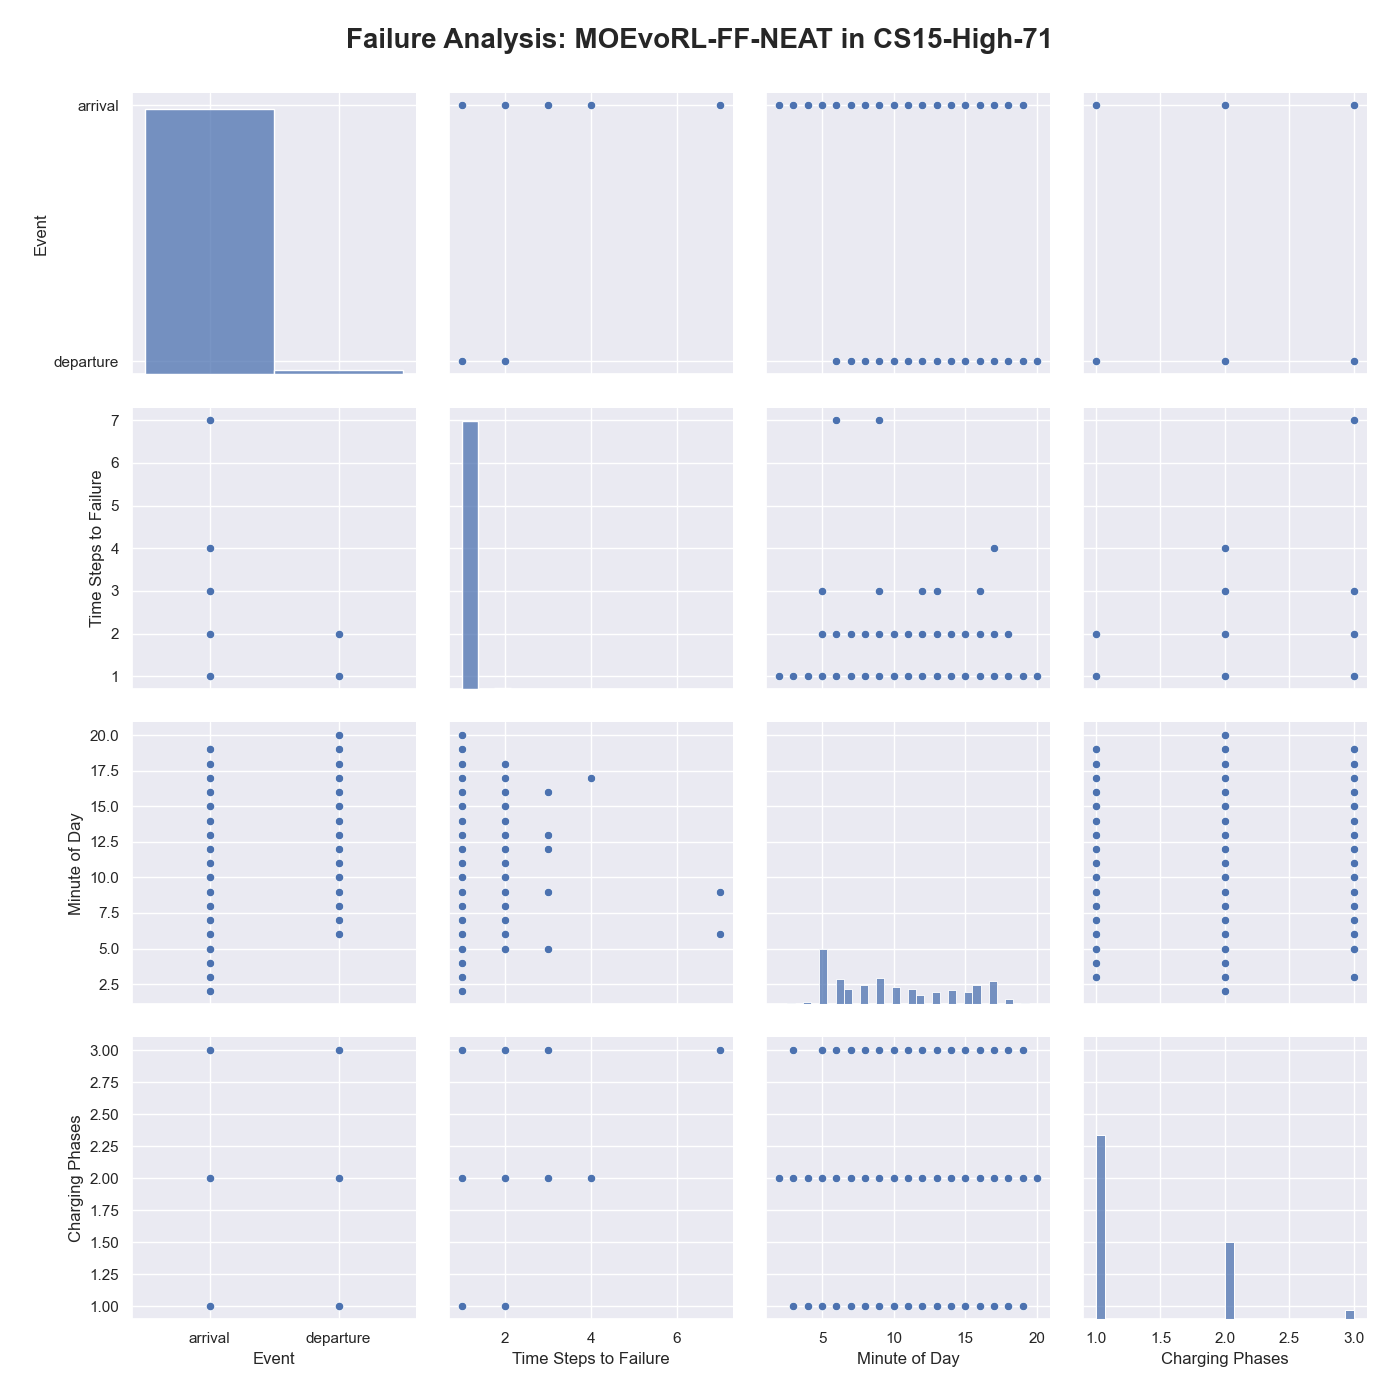 Failure Analysis: MOEvoRL-FF-NEAT in CS15-High-71
arrival
departure
Event
7
6
5
4
3
2
1
Time Steps to Failure
20.0
17.5
15.0
12.5
10.0
7.5
5.0
2.5
Minute of Day
3.00
2.75
2.50
2.25
2.00
1.75
1.50
1.25
1.00
Charging Phases
arrival departure
Event
2 4 6
Time Steps to Failure
5 10 15 20
Minute of Day
1.0 1.5 2.0 2.5 3.0
Charging Phases